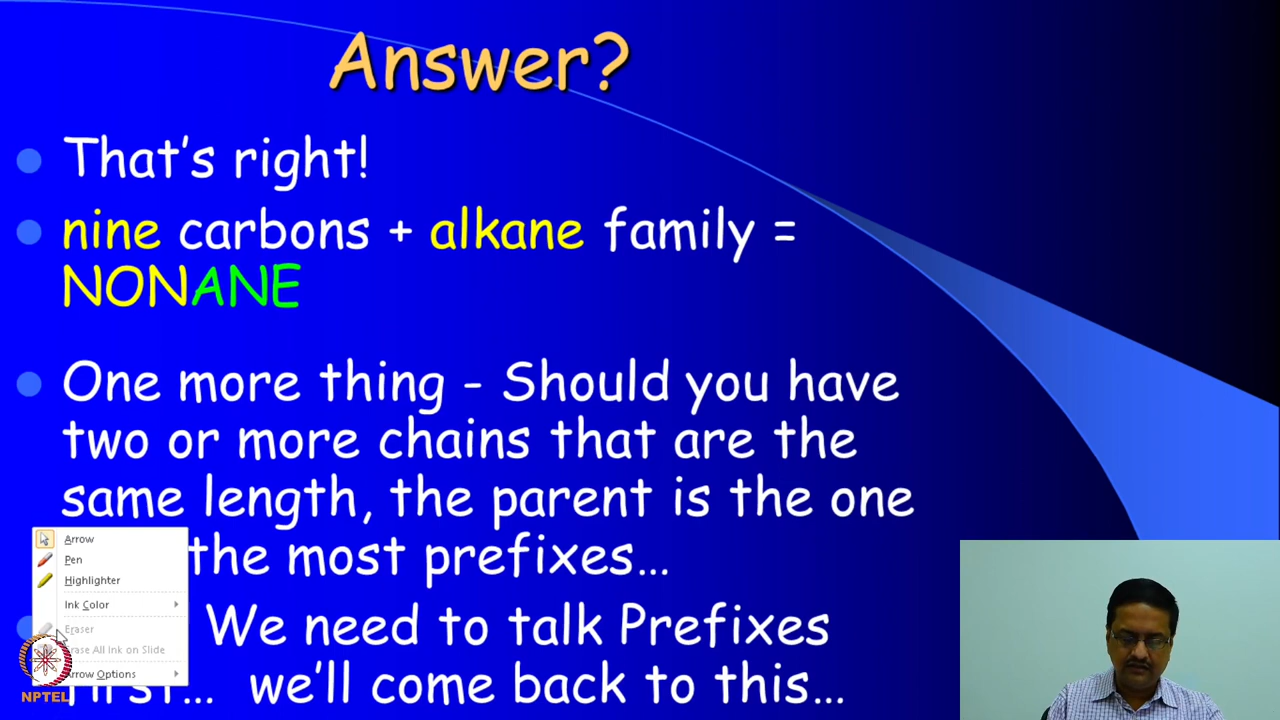 Answer?
That's right!
nine carbons + alkane family =
NONANE
One more thing - Should you have
two or more chains that are the
same length, the parent is the one
the most prefixes...
We need to talk Prefixes
First... we'll come back to this...
Arrow
Pen
Highlighter
Ink Color
Eraser
Erase All Ink on Slide
Arrow Options
NPTEL